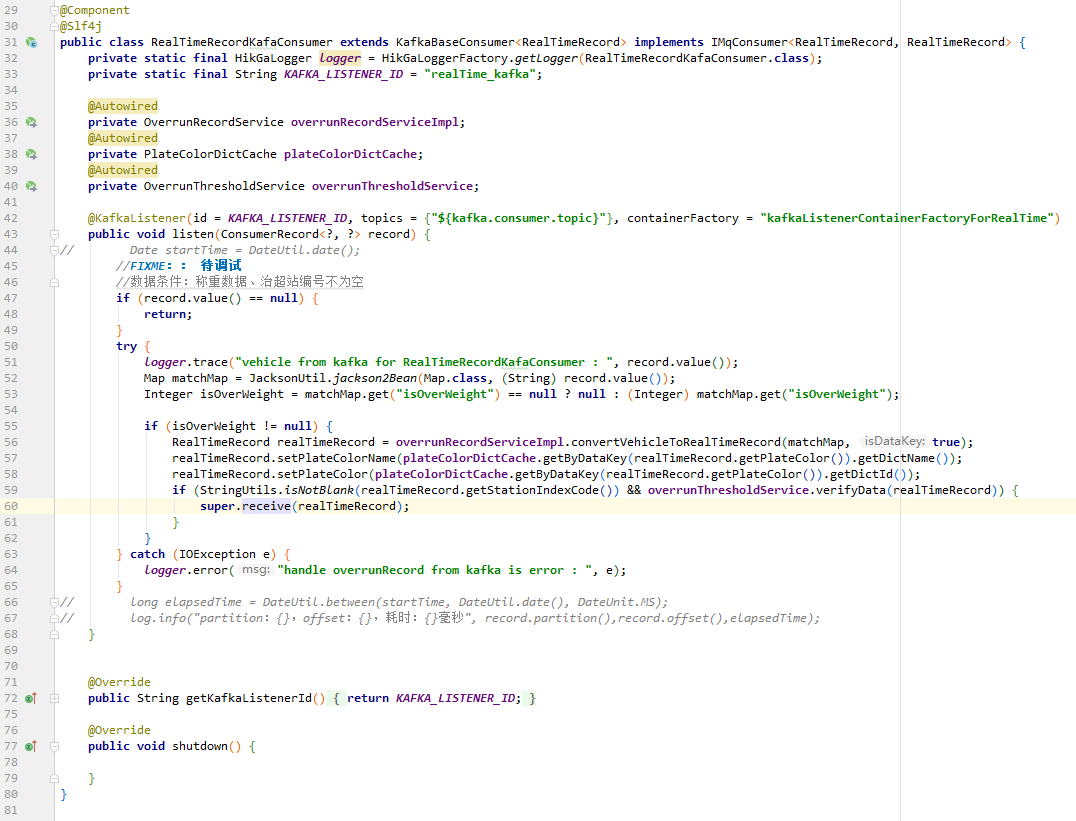 29 @Component
30 @Slf4j
31 public class RealTimeRecordKafaConsumer extends KafkaBaseConsumer<RealTimeRecord> implements IMqConsumer<RealTimeRecord, RealTimeRecord> {
32 private static final HikGaLogger logger = HikGaLoggerFactory.getLogger(RealTimeRecordKafaConsumer.class);
33 private static final String KAFKA_LISTENER_ID = "realTime_kafka";
34
35 @Autowired
36 private OverrunRecordService overrunRecordServiceImpl;
37 @Autowired
38 private PlateColorDictCache plateColorDictCache;
39 @Autowired
40 private OverrunThresholdService overrunThresholdService;
41
42 @KafkaListener(id = KAFKA_LISTENER_ID, topics = {"${kafka.consumer.topic}"}, containerFactory = "kafkaListenerContainerFactoryForRealTime")
43 public void listen(ConsumerRecord<?, ?> record) {
44 // Date startTime = DateUtil.date();
45 //FIXME：： 待调试
46 //数据条件：称重数据、治超站编号不为空
47 if (record.value() == null) {
48 return;
49 }
50 try {
51 logger.trace("vehicle from kafka for RealTimeRecordKafaConsumer : ", record.value());
52 Map matchMap = JacksonUtil.jackson2Bean(Map.class, (String) record.value());
53 Integer isOverWeight = matchMap.get("isOverWeight") == null ? null : (Integer) matchMap.get("isOverWeight");
54
55 if (isOverWeight != null) {
56 RealTimeRecord realTimeRecord = overrunRecordServiceImpl.convertVehicleToRealTimeRecord(matchMap, isDataKey: true);
57 realTimeRecord.setPlateColorName(plateColorDictCache.getByDataKey(realTimeRecord.getPlateColor()).getDictName());
58 realTimeRecord.setPlateColor(plateColorDictCache.getByDataKey(realTimeRecord.getPlateColor()).getDictId());
59 if (StringUtils.isNotBlank(realTimeRecord.getStationIndexCode()) && overrunThresholdService.verifyData(realTimeRecord)) {
60 super.receive(realTimeRecord);
61 }
62 }
63 } catch (IOException e) {
64 logger.error( msg: "handle overrunRecord from kafka is error : ", e);
65 }
66 // long elapsedTime = DateUtil.between(startTime, DateUtil.date(), DateUnit.MS);
67 // log.info("partition：{}，offset：{}，耗时：{}毫秒", record.partition(),record.offset(),elapsedTime);
68 }
69
70
71 @Override
72 public String getKafkaListenerId() { return KAFKA_LISTENER_ID; }
75
76 @Override
77 public void shutdown() {
78
79 }
80 }
81